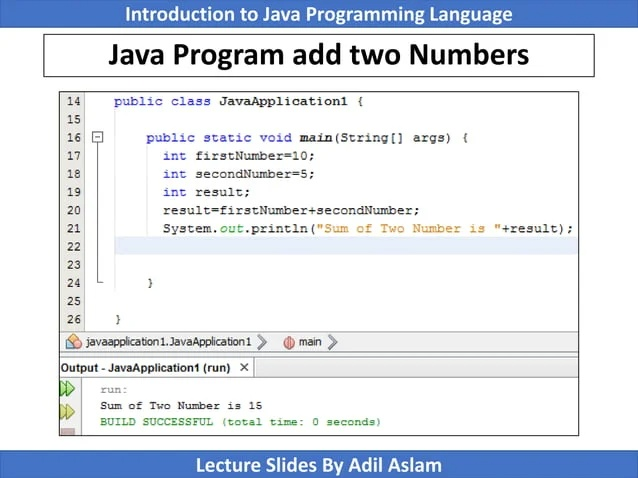 Introduction to Java Programming Language
Java Program add two Numbers
14 public class JavaApplication1 {
15
16 public static void main(String[] args) {
17 int firstNumber=10;
18 int secondNumber=5;
19 int result;
20 result=firstNumber+secondNumber;
21 System.out.println("Sum of Two Number is "+result);
22
23
24 }
25
26 }
javaapplication1.JavaApplication1 main
Output - JavaApplication1 (run)
run:
Sum of Two Number is 15
BUILD SUCCESSFUL (total time: 0 seconds)
Lecture Slides By Adil Aslam